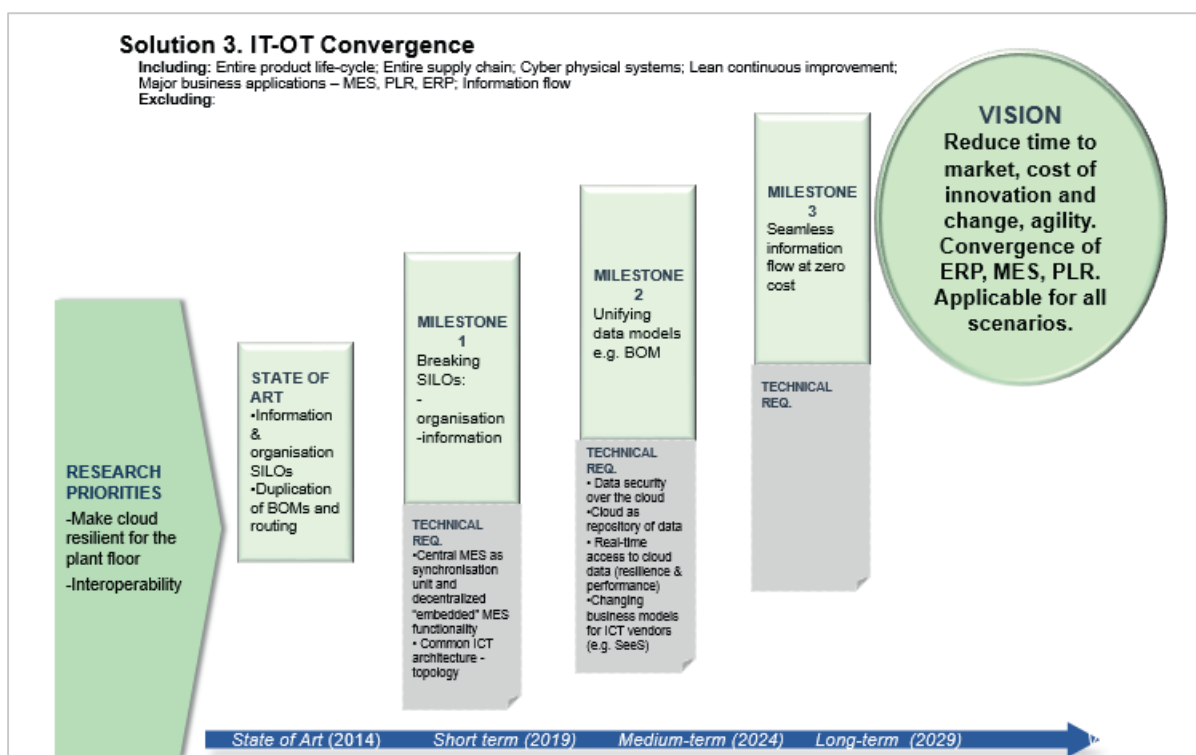 Solution 3. IT-OT Convergence
Including: Entire product life-cycle; Entire supply chain; Cyber physical systems; Lean continuous improvement;
Major business applications – MES, PLR, ERP; Information flow
Excluding:
RESEARCH
PRIORITIES
-Make cloud
resilient for the
plant floor
-Interoperability
STATE OF
ART
•Information
&
organisation
SILOs
•Duplication
of BOMs and
routing
MILESTONE
1
Breaking
SILOs:
-
organisation
-information
TECHNICAL
REQ.
•Central MES as
synchronisation
unit and
decentralized
“embedded” MES
functionality
• Common ICT
architecture -
topology
MILESTONE
2
Unifying
data models
e.g. BOM
TECHNICAL
REQ.
• Data security
over the cloud
•Cloud as
repository of data
• Real-time
access to cloud
data (resilience &
performance)
•Changing
business models
for ICT vendors
(e.g. SeeS)
MILESTONE
3
Seamless
information
flow at zero
cost
TECHNICAL
REQ.
VISION
Reduce time to
market, cost of
innovation and
change, agility.
Convergence of
ERP, MES, PLR.
Applicable for all
scenarios.
State of Art (2014)
Short term (2019)
Medium-term (2024)
Long-term (2029)